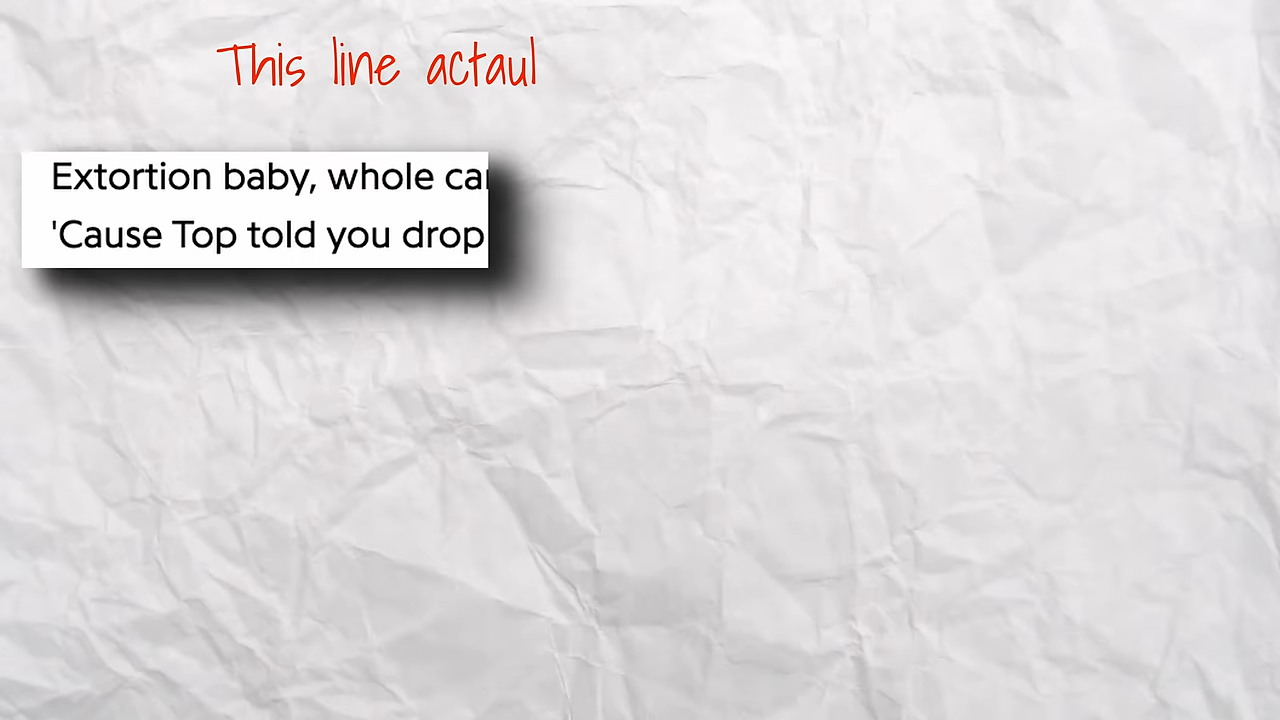 This line actaul
Extortion baby, whole ca
'Cause Top told you drop